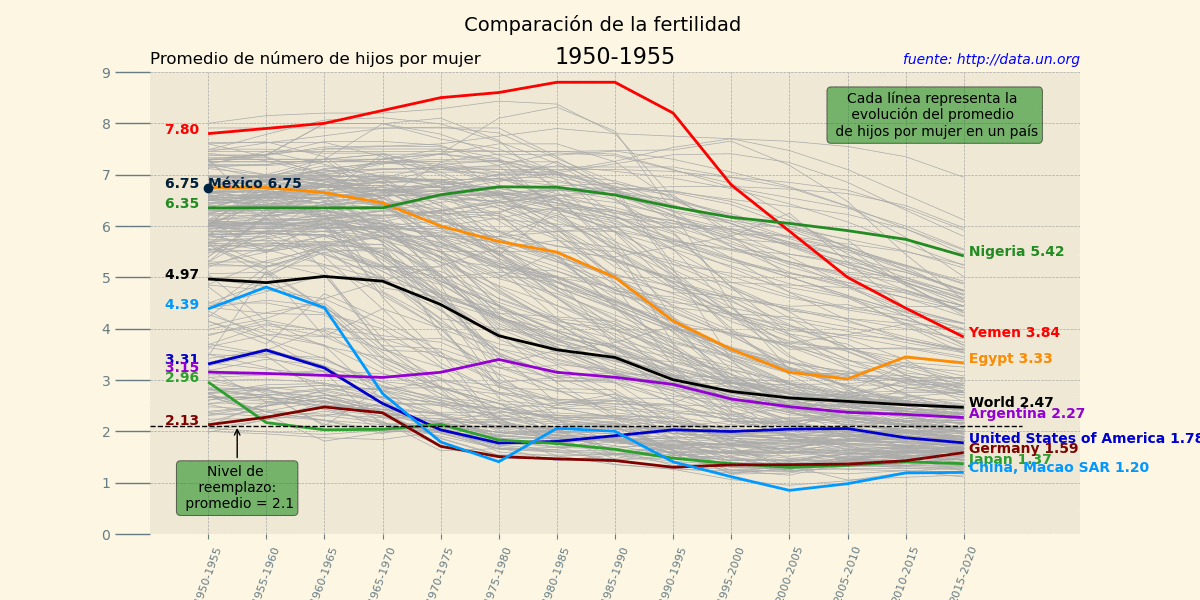 Comparación de la fertilidad
1950-1955
Promedio de número de hijos por mujer
fuente: http://data.un.org
Cada línea representa la
evolución del promedio
de hijos por mujer en un país
9
8
7
6
5
4
3
2
1
0
7.80
6.75
México 6.75
6.35
4.97
4.39
3.31
3.15
2.96
2.13
Nigeria 5.42
Yemen 3.84
Egypt 3.33
World 2.47
Argentina 2.27
United States of America 1.78
Germany 1.59
Japan 1.37
China, Macao SAR 1.20
Nivel de
reemplazo:
promedio = 2.1
1950-1955
1955-1960
1960-1965
1965-1970
1970-1975
1975-1980
1980-1985
1985-1990
1990-1995
1995-2000
2000-2005
2005-2010
2010-2015
2015-2020